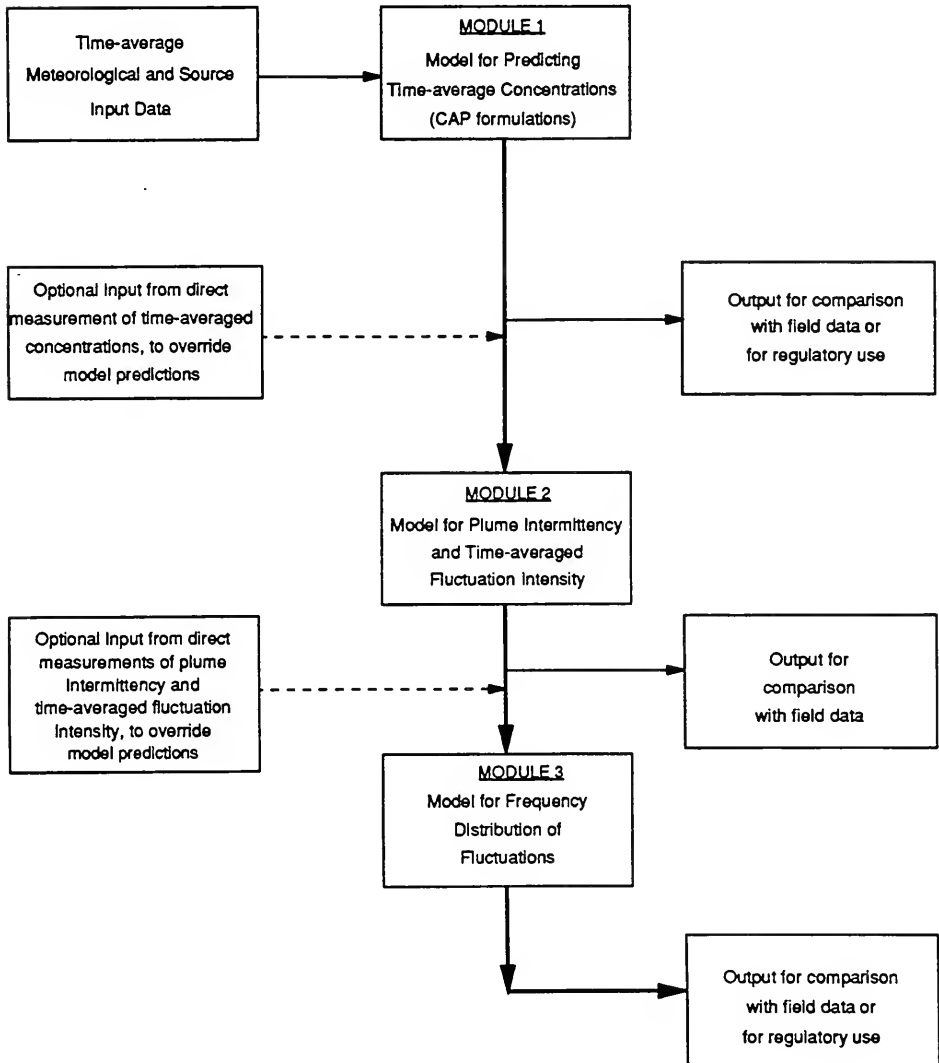 Time-average
Meteorological and Source
Input Data
MODULE 1
Model for Predicting
Time-average Concentrations
(CAP formulations)
Optional Input from direct
measurement of time-averaged
concentrations, to override
model predictions
Output for comparison
with field data or
for regulatory use
MODULE 2
Model for Plume Intermittency
and Time-averaged
Fluctuation Intensity
Optional Input from direct
measurements of plume
Intermittency and
time-averaged fluctuation
Intensity, to override
model predictions
Output for
comparison
with field data
MODULE 3
Model for Frequency
Distribution of
Fluctuations
Output for comparison
with field data or
for regulatory use